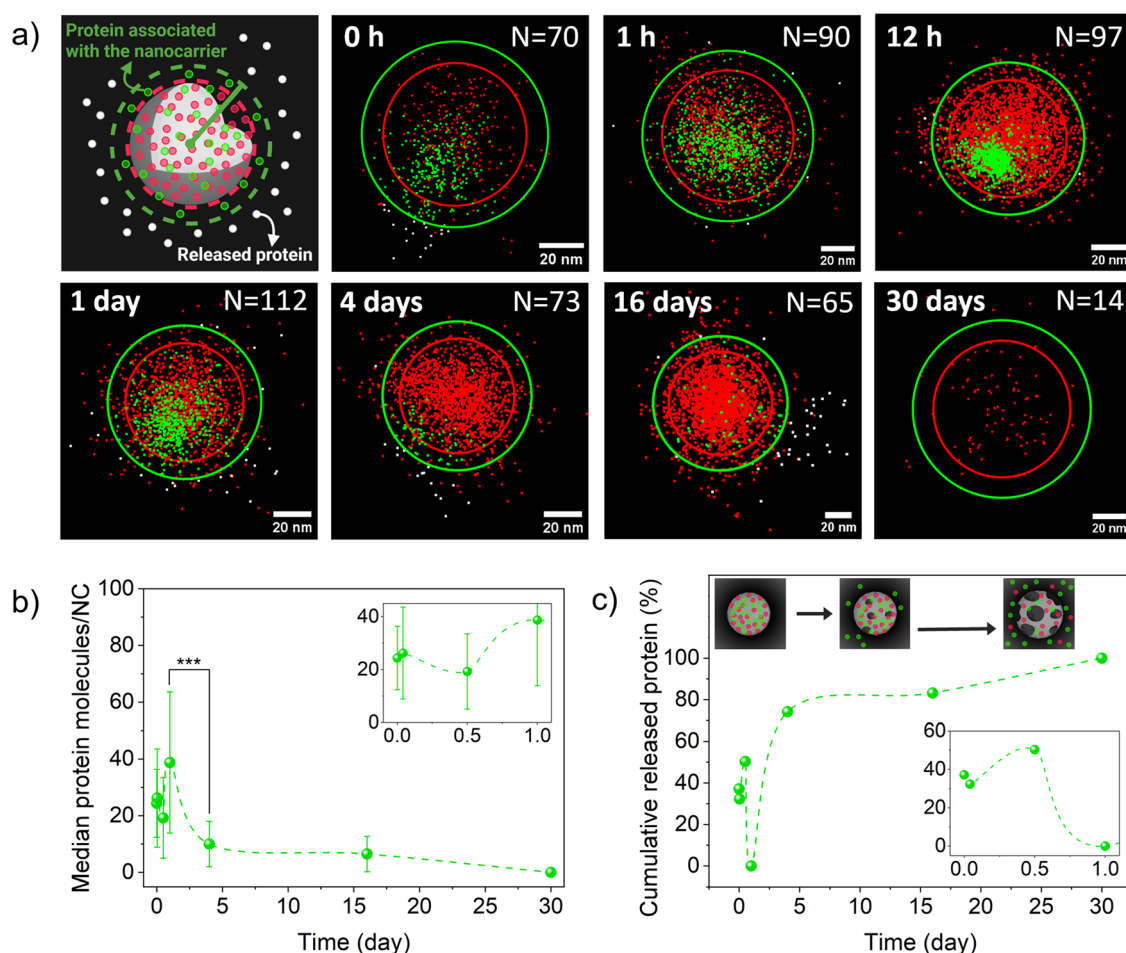 a)
Protein associated
with the nanocarrier
Released protein
0 h N=70
20 nm
1 h N=90
20 nm
12 h N=97
20 nm
1 day N=112
20 nm
4 days N=73
20 nm
16 days N=65
20 nm
30 days N=14
20 nm
b)
Median protein molecules/NC
100
80
60
40
20
0
***
40
20
0
0.0 0.5 1.0
0 5 10 15 20 25 30
Time (day)
c)
Cumulative released protein (%)
100
80
60
40
20
0
60
40
20
0
0.0 0.5 1.0
0 5 10 15 20 25 30
Time (day)